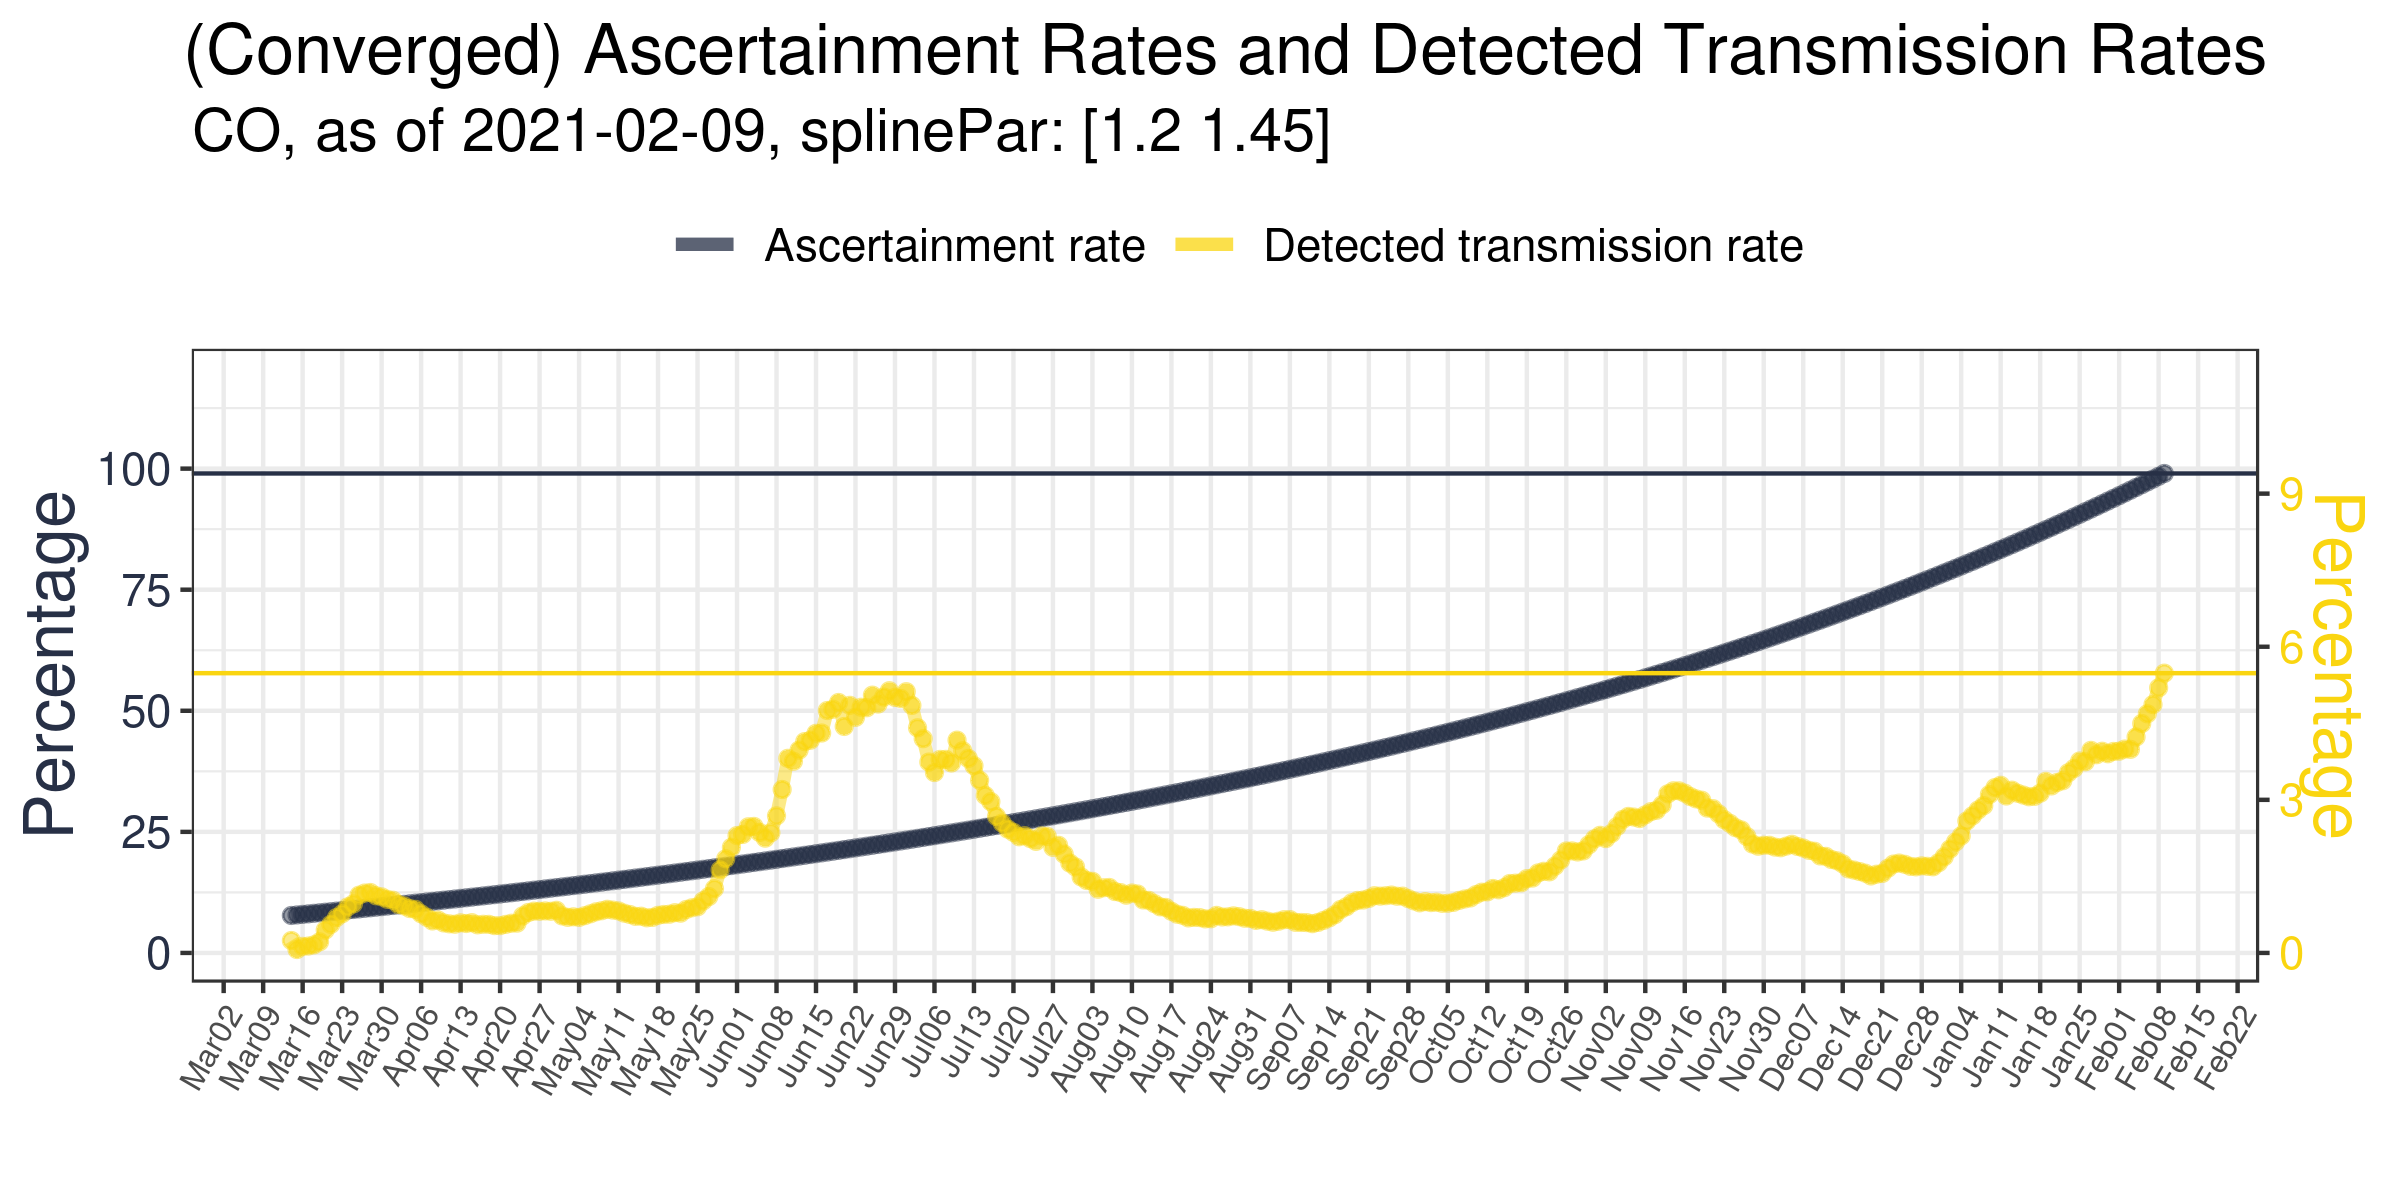 (Converged) Ascertainment Rates and Detected Transmission Rates
CO, as of 2021-02-09, splinePar: [1.2 1.45]
Ascertainment rate
Detected transmission rate
Percentage
100
75
50
25
0
9
6
3
0
Percentage
Mar02
Mar09
Mar16
Mar23
Mar30
Apr06
Apr13
Apr20
Apr27
May04
May11
May18
May25
Jun01
Jun08
Jun15
Jun22
Jun29
Jul06
Jul13
Jul20
Jul27
Aug03
Aug10
Aug17
Aug24
Aug31
Sep07
Sep14
Sep21
Sep28
Oct05
Oct12
Oct19
Oct26
Nov02
Nov09
Nov16
Nov23
Nov30
Dec07
Dec14
Dec21
Dec28
Jan04
Jan11
Jan18
Jan25
Feb01
Feb08
Feb15
Feb22